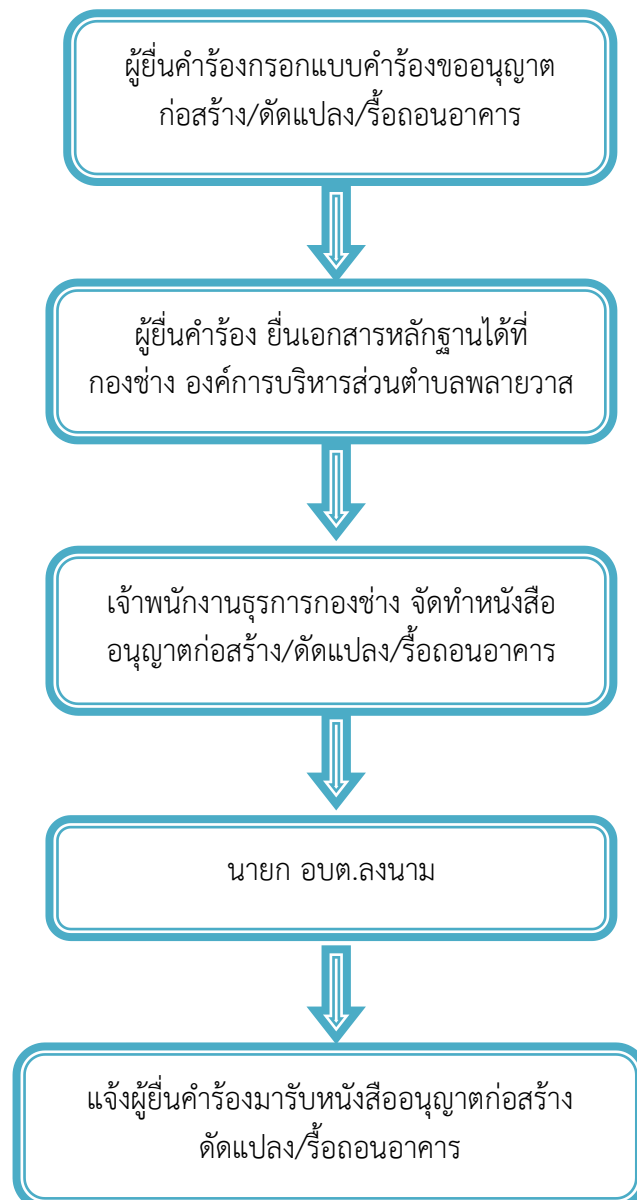 ผู้ยื่นคำร้องกรอกแบบคำร้องขออนุญาต
ก่อสร้าง/ดัดแปลง/รื้อถอนอาคาร
ผู้ยื่นคำร้อง ยื่นเอกสารหลักฐานได้ที่
กองช่าง องค์การบริหารส่วนตำบลพลายวาส
เจ้าพนักงานธุรการกองช่าง จัดทำหนังสือ
อนุญาตก่อสร้าง/ดัดแปลง/รื้อถอนอาคาร
นายก อบต.ลงนาม
แจ้งผู้ยื่นคำร้องมารับหนังสืออนุญาตก่อสร้าง
ดัดแปลง/รื้อถอนอาคาร